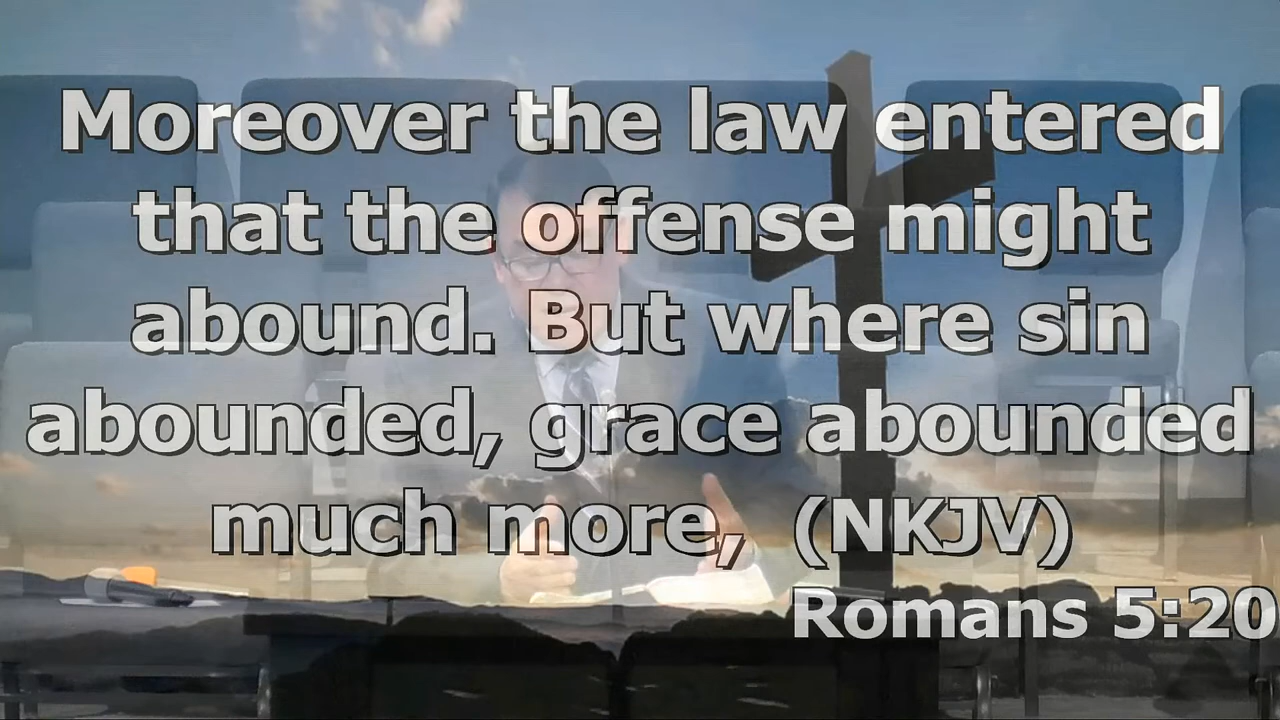 Moreover the law entered
that the offense might
abound. But where sin
abounded, grace abounded
much more, (NKJV)
Romans 5:20